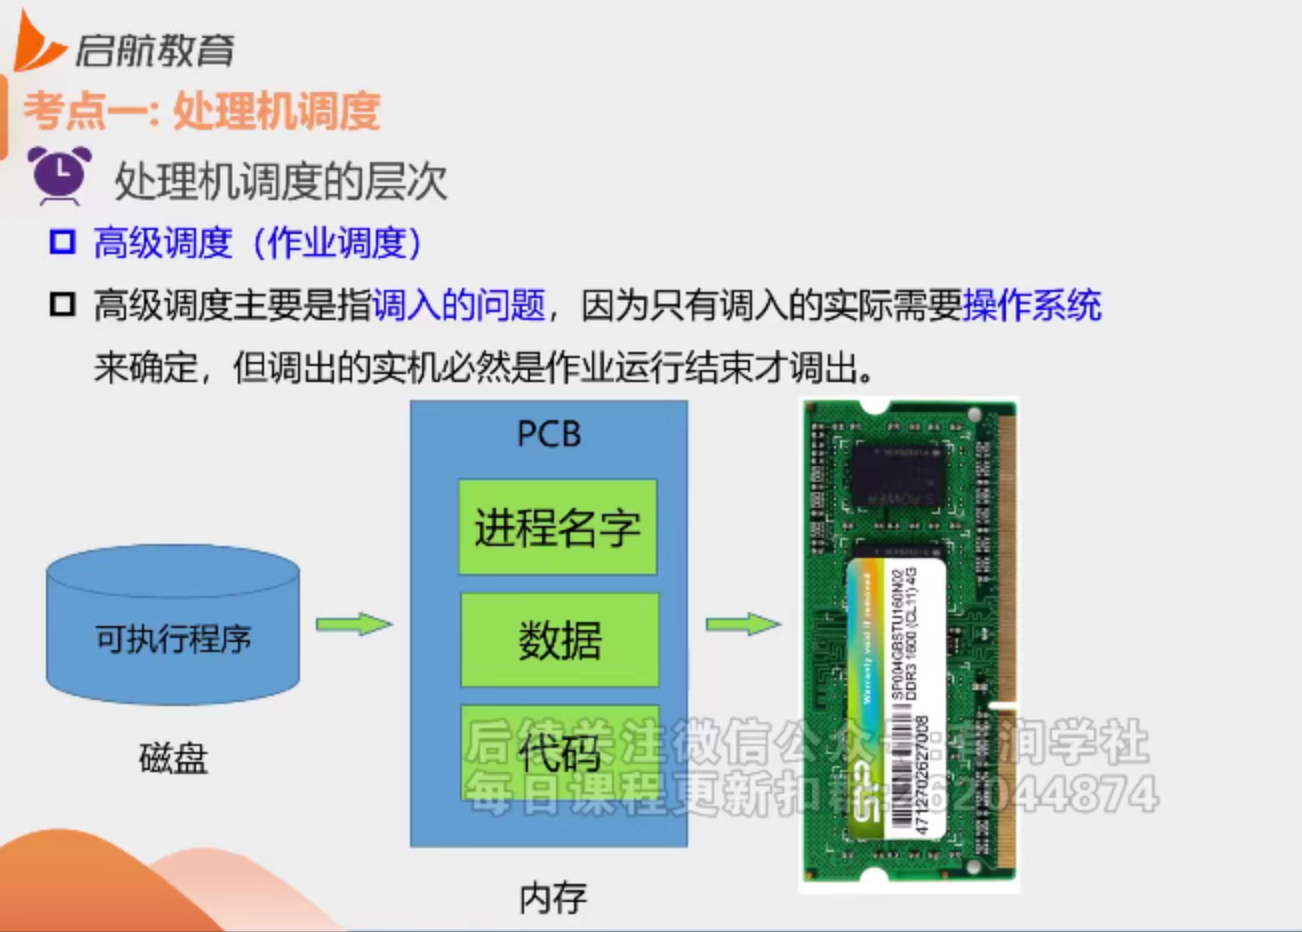 启航教育
考点一: 处理机调度
处理机调度的层次
高级调度（作业调度）
高级调度主要是指调入的问题，因为只有调入的实际需要操作系统
来确定，但调出的实机必然是作业运行结束才调出。
PCB
进程名字
数据
代码
可执行程序
磁盘
内存
Warranty void if removed
SP004GBSTU160N02
DDR3 1600 (CL11) 4G
4712702627008
后续关注微信公众号:
润学社
每日课程更新扣
62044874